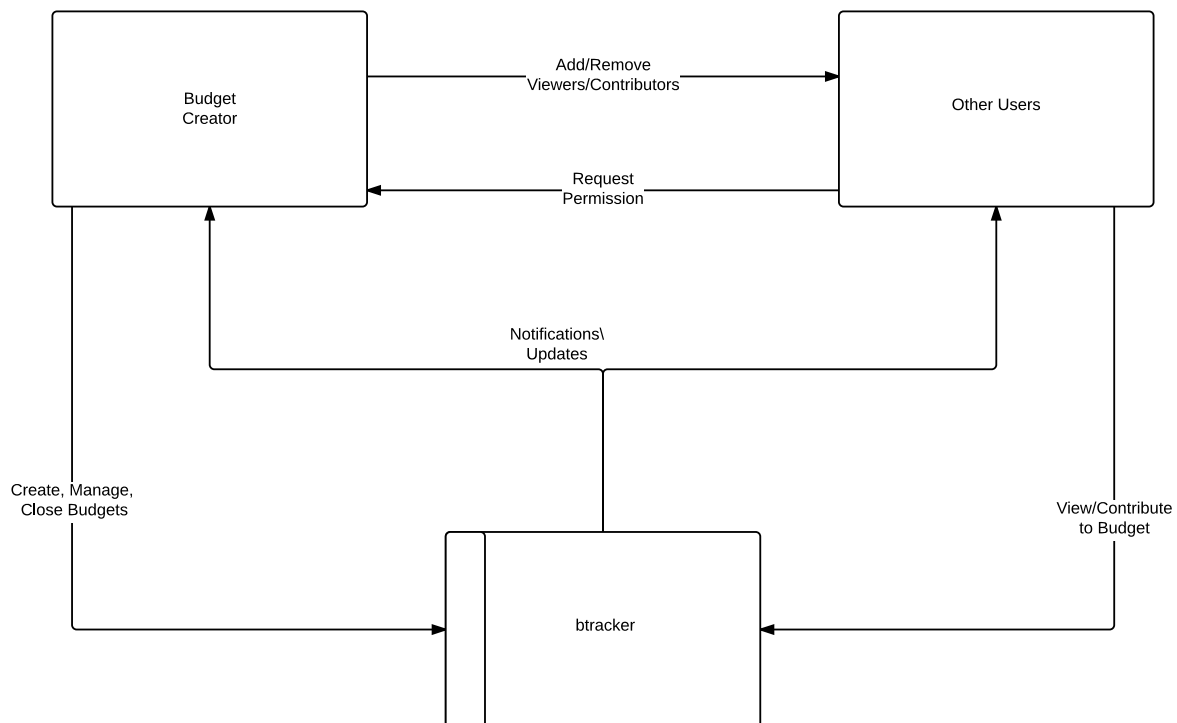 Add/Remove
Viewers/Contributors
Budget
Creator
Other Users
Request
Permission
Notifications\
Updates
Create, Manage,
Close Budgets
View/Contribute
to Budget
btracker